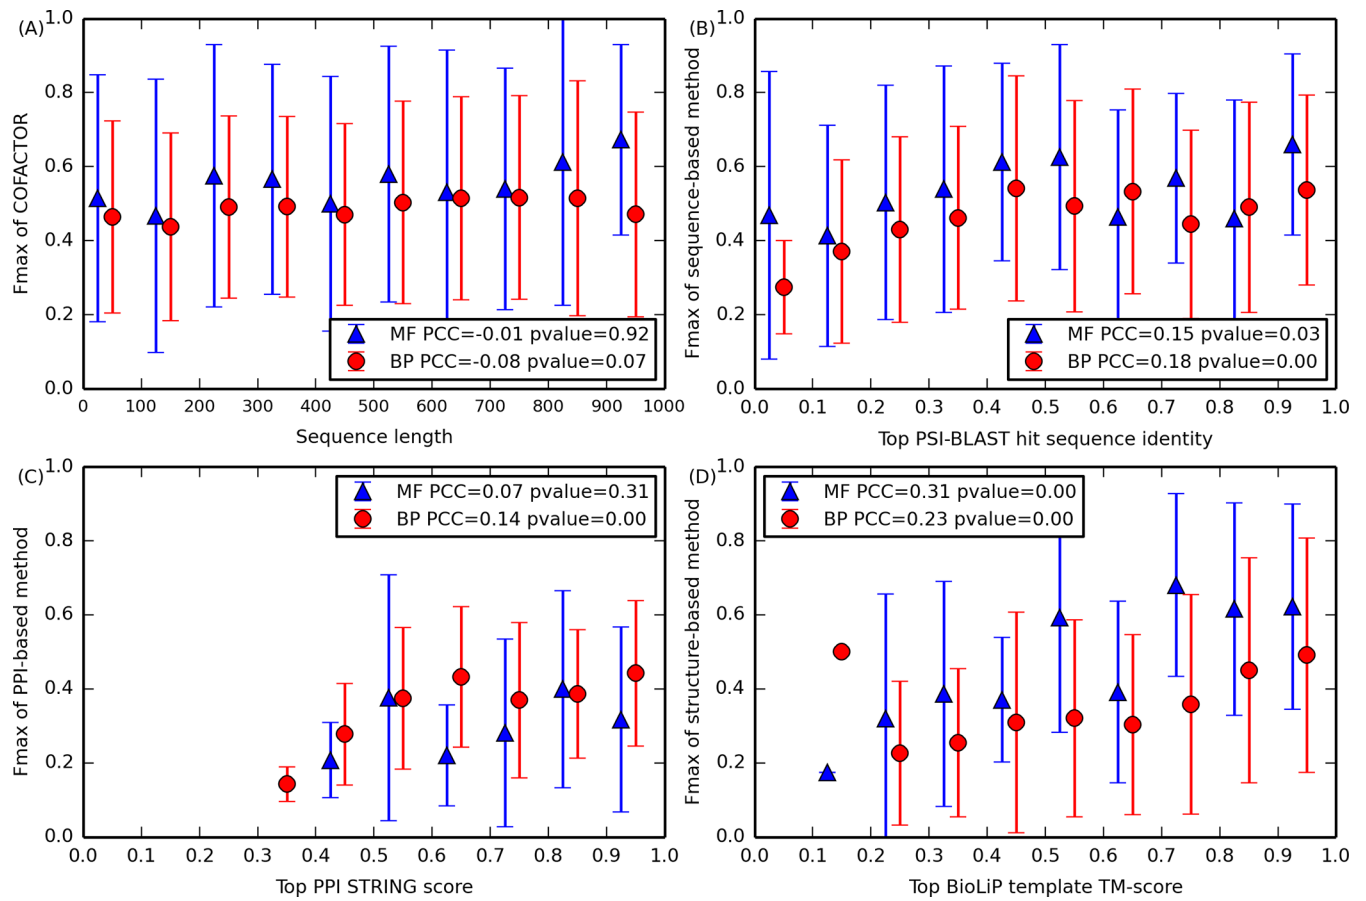 (A)
1.0
0.8
0.6
0.4
0.2
0.0
Fmax of COFACTOR
MF PCC=-0.01 pvalue=0.92
BP PCC=-0.08 pvalue=0.07
0 100 200 300 400 500 600 700 800 900 1000
Sequence length
(B)
1.0
0.8
0.6
0.4
0.2
0.0
Fmax of sequence-based method
MF PCC=0.15 pvalue=0.03
BP PCC=0.18 pvalue=0.00
0.0 0.1 0.2 0.3 0.4 0.5 0.6 0.7 0.8 0.9 1.0
Top PSI-BLAST hit sequence identity
(C)
1.0
0.8
0.6
0.4
0.2
0.0
Fmax of PPI-based method
MF PCC=0.07 pvalue=0.31
BP PCC=0.14 pvalue=0.00
0.0 0.1 0.2 0.3 0.4 0.5 0.6 0.7 0.8 0.9 1.0
Top PPI STRING score
(D)
1.0
0.8
0.6
0.4
0.2
0.0
Fmax of structure-based method
MF PCC=0.31 pvalue=0.00
BP PCC=0.23 pvalue=0.00
0.0 0.1 0.2 0.3 0.4 0.5 0.6 0.7 0.8 0.9 1.0
Top BioLiP template TM-score